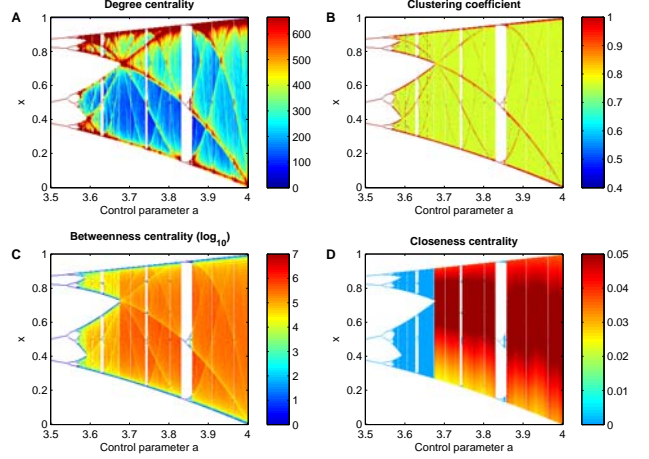 A
Degree centrality
1
0.8
0.6
0.4
0.2
0
x
3.5 3.6 3.7 3.8 3.9 4
Control parameter a
600
500
400
300
200
100
0
B
Clustering coefficient
1
0.8
0.6
0.4
0.2
0
x
3.5 3.6 3.7 3.8 3.9 4
Control parameter a
1
0.9
0.8
0.7
0.6
0.5
0.4
C
Betweenness centrality (log10)
1
0.8
0.6
0.4
0.2
0
x
3.5 3.6 3.7 3.8 3.9 4
Control parameter a
7
6
5
4
3
2
1
0
D
Closeness centrality
1
0.8
0.6
0.4
0.2
0
x
3.5 3.6 3.7 3.8 3.9 4
Control parameter a
0.05
0.04
0.03
0.02
0.01
0